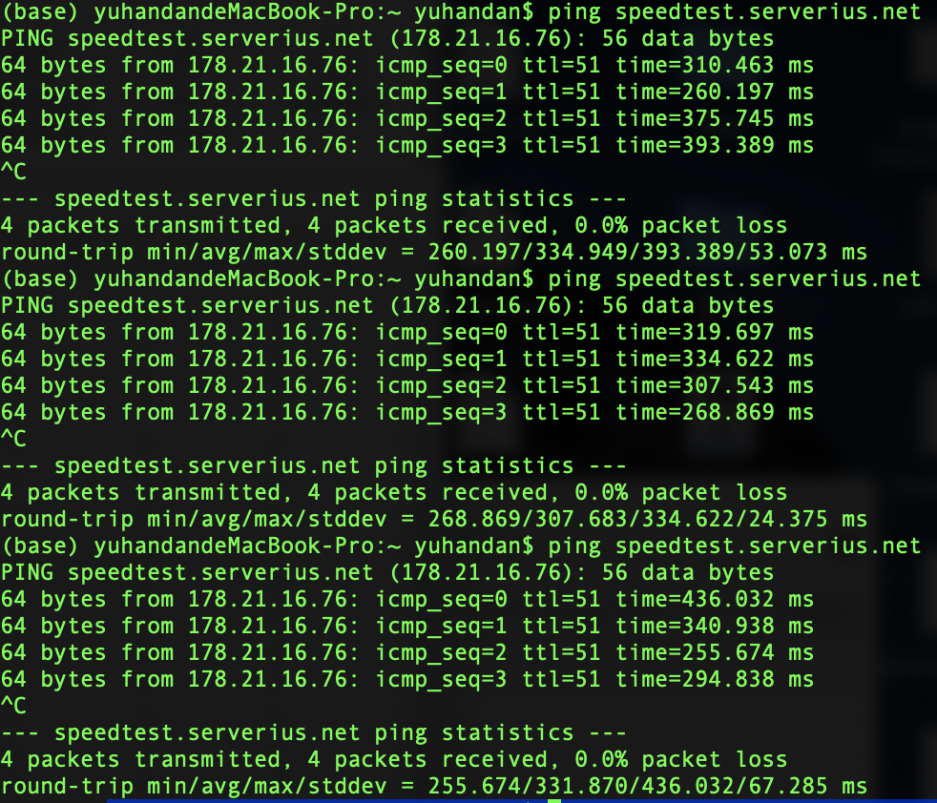 (base) yuhandandeMacBook-Pro:~ yuhandan$ ping speedtest.serverius.net
PING speedtest.serverius.net (178.21.16.76): 56 data bytes
64 bytes from 178.21.16.76: icmp_seq=0 ttl=51 time=310.463 ms
64 bytes from 178.21.16.76: icmp_seq=1 ttl=51 time=260.197 ms
64 bytes from 178.21.16.76: icmp_seq=2 ttl=51 time=375.745 ms
64 bytes from 178.21.16.76: icmp_seq=3 ttl=51 time=393.389 ms
^C
--- speedtest.serverius.net ping statistics ---
4 packets transmitted, 4 packets received, 0.0% packet loss
round-trip min/avg/max/stddev = 260.197/334.949/393.389/53.073 ms
(base) yuhandandeMacBook-Pro:~ yuhandan$ ping speedtest.serverius.net
PING speedtest.serverius.net (178.21.16.76): 56 data bytes
64 bytes from 178.21.16.76: icmp_seq=0 ttl=51 time=319.697 ms
64 bytes from 178.21.16.76: icmp_seq=1 ttl=51 time=334.622 ms
64 bytes from 178.21.16.76: icmp_seq=2 ttl=51 time=307.543 ms
64 bytes from 178.21.16.76: icmp_seq=3 ttl=51 time=268.869 ms
^C
--- speedtest.serverius.net ping statistics ---
4 packets transmitted, 4 packets received, 0.0% packet loss
round-trip min/avg/max/stddev = 268.869/307.683/334.622/24.375 ms
(base) yuhandandeMacBook-Pro:~ yuhandan$ ping speedtest.serverius.net
PING speedtest.serverius.net (178.21.16.76): 56 data bytes
64 bytes from 178.21.16.76: icmp_seq=0 ttl=51 time=436.032 ms
64 bytes from 178.21.16.76: icmp_seq=1 ttl=51 time=340.938 ms
64 bytes from 178.21.16.76: icmp_seq=2 ttl=51 time=255.674 ms
64 bytes from 178.21.16.76: icmp_seq=3 ttl=51 time=294.838 ms
^C
--- speedtest.serverius.net ping statistics ---
4 packets transmitted, 4 packets received, 0.0% packet loss
round-trip min/avg/max/stddev = 255.674/331.870/436.032/67.285 ms